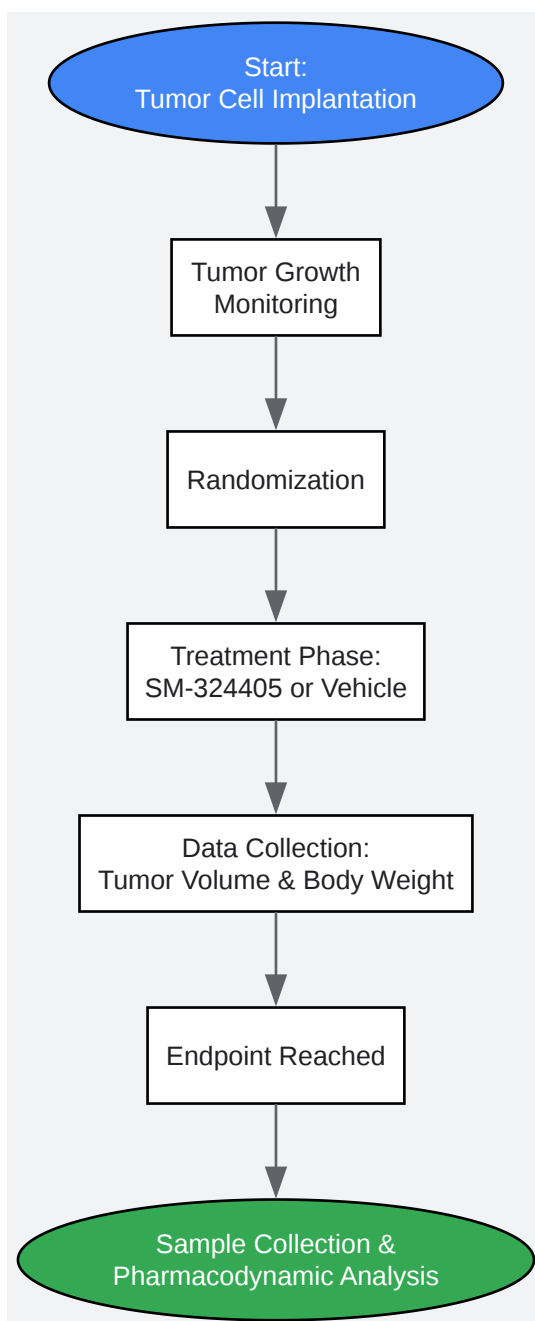 Start:
Tumor Cell Implantation
Tumor Growth
Monitoring
Randomization
Treatment Phase:
SM-324405 or Vehicle
Data Collection:
Tumor Volume & Body Weight
Endpoint Reached
Sample Collection &
Pharmacodynamic Analysis